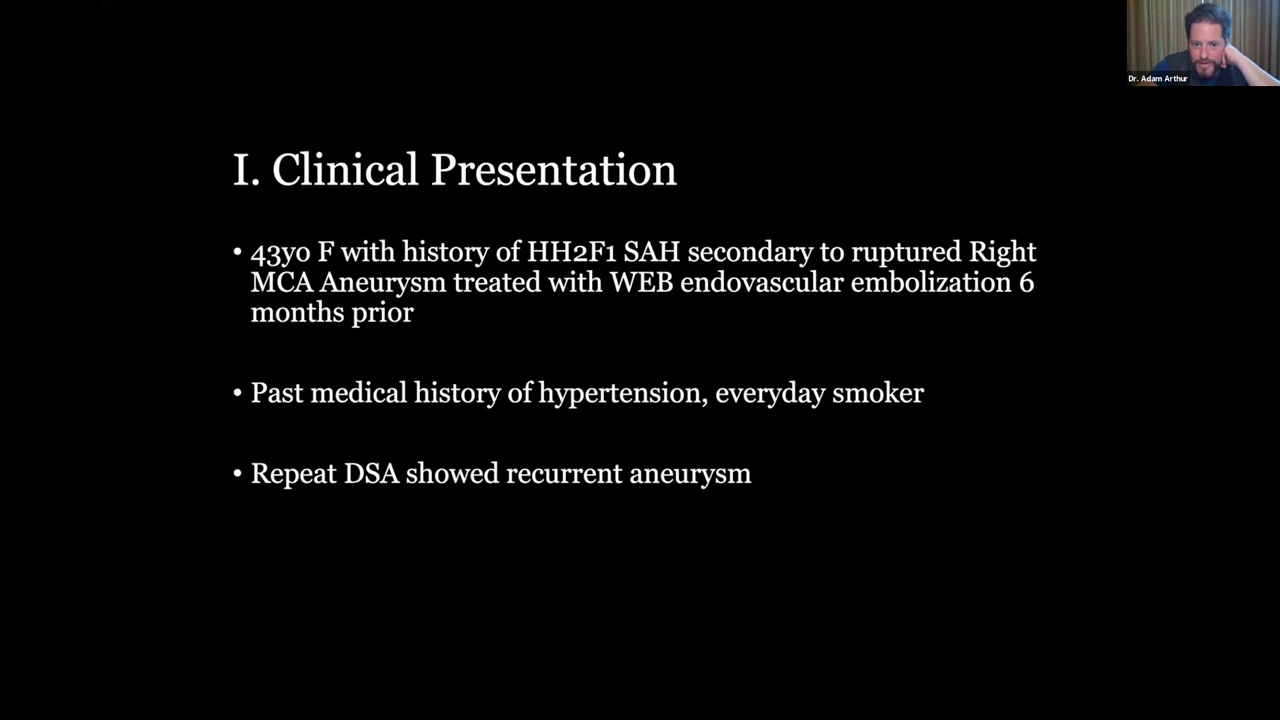 Dr. Adam Arthur
I. Clinical Presentation
• 43yo F with history of HH2F1 SAH secondary to ruptured Right
MCA Aneurysm treated with WEB endovascular embolization 6
months prior
• Past medical history of hypertension, everyday smoker
• Repeat DSA showed recurrent aneurysm